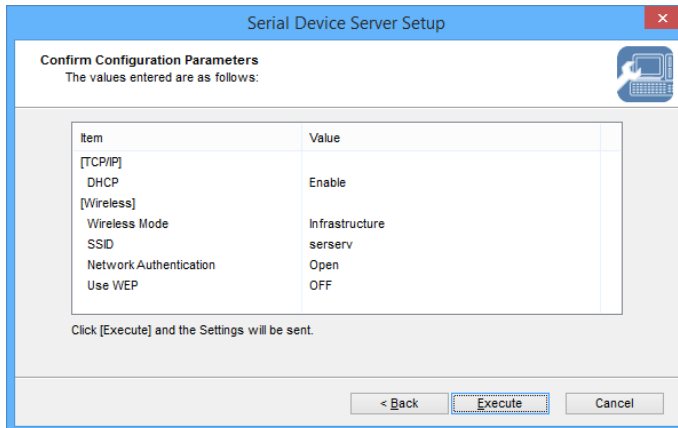 Serial Device Server Setup
Confirm Configuration Parameters
The values entered are as follows:
Item Value
[TCP/IP]
DHCP Enable
[Wireless]
Wireless Mode Infrastructure
SSID serserv
Network Authentication Open
Use WEP OFF
Click [Execute] and the Settings will be sent.
< Back Execute Cancel